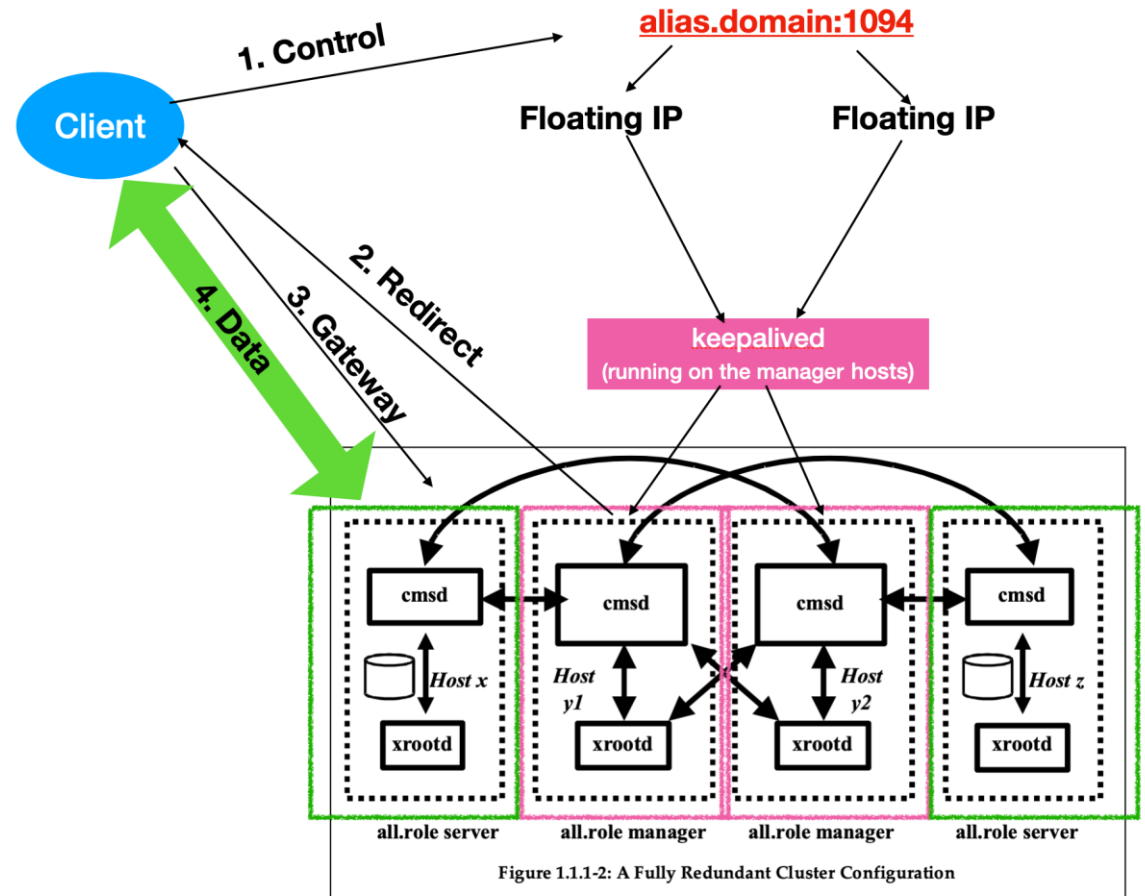 alias.domain:1094
1. Control
Client
Floating IP
Floating IP
2. Redirect
3. Gateway
4. Data
keepalived
(running on the manager hosts)
cmsd
cmsd
cmsd
cmsd
Host x
Host
y1
Host
y2
Host z
xrootd
xrootd
xrootd
xrootd
all.role server
all.role manager
all.role manager
all.role server
Figure 1.1.1-2: A Fully Redundant Cluster Configuration